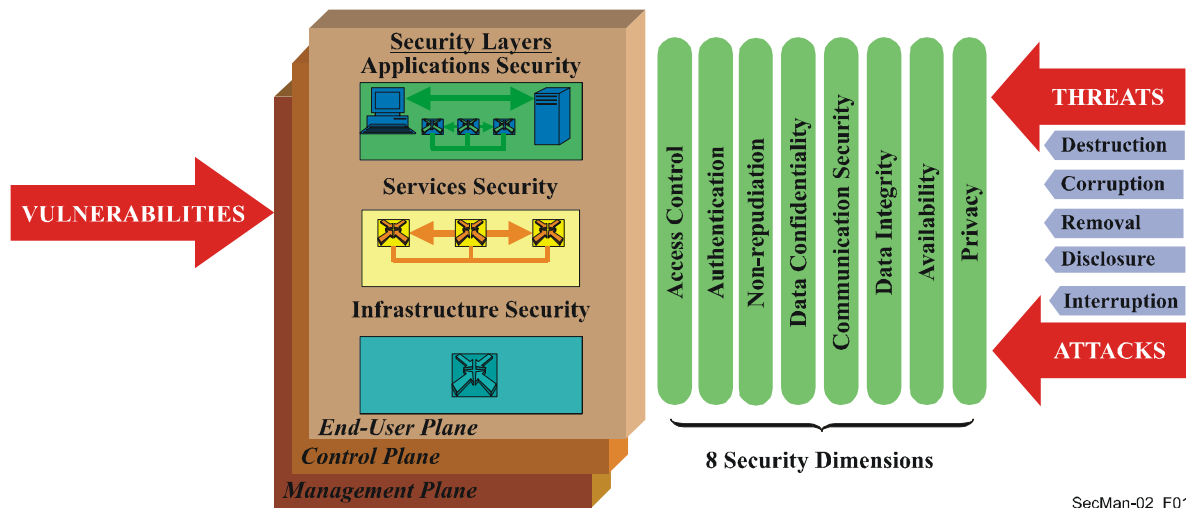 Security Layers
Applications Security
Services Security
Infrastructure Security
End-User Plane
Control Plane
Management Plane
VULNERABILITIES
Access Control
Authentication
Non-repudiation
Data Confidentiality
Communication Security
Data Integrity
Availability
Privacy
8 Security Dimensions
THREATS
Destruction
Corruption
Removal
Disclosure
Interruption
ATTACKS
SecMan-02_F01